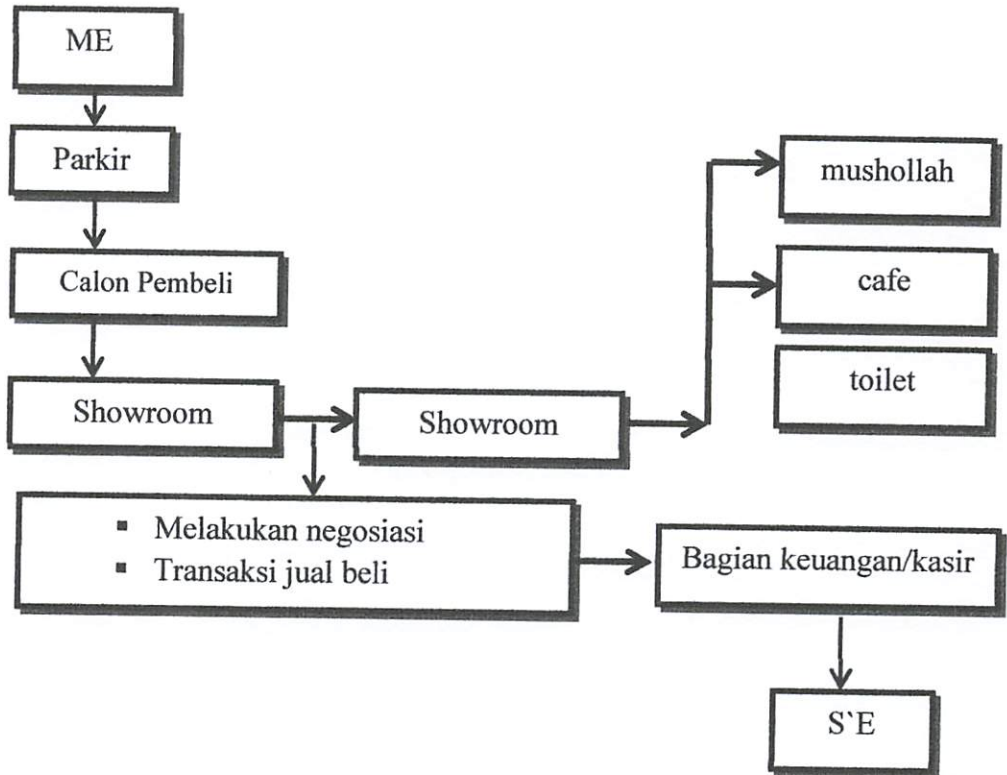 ME
Parkir
Calon Pembeli
Showroom
Showroom
mushollah
cafe
toilet
▪ Melakukan negosiasi
▪ Transaksi jual beli
Bagian keuangan/kasir
S`E